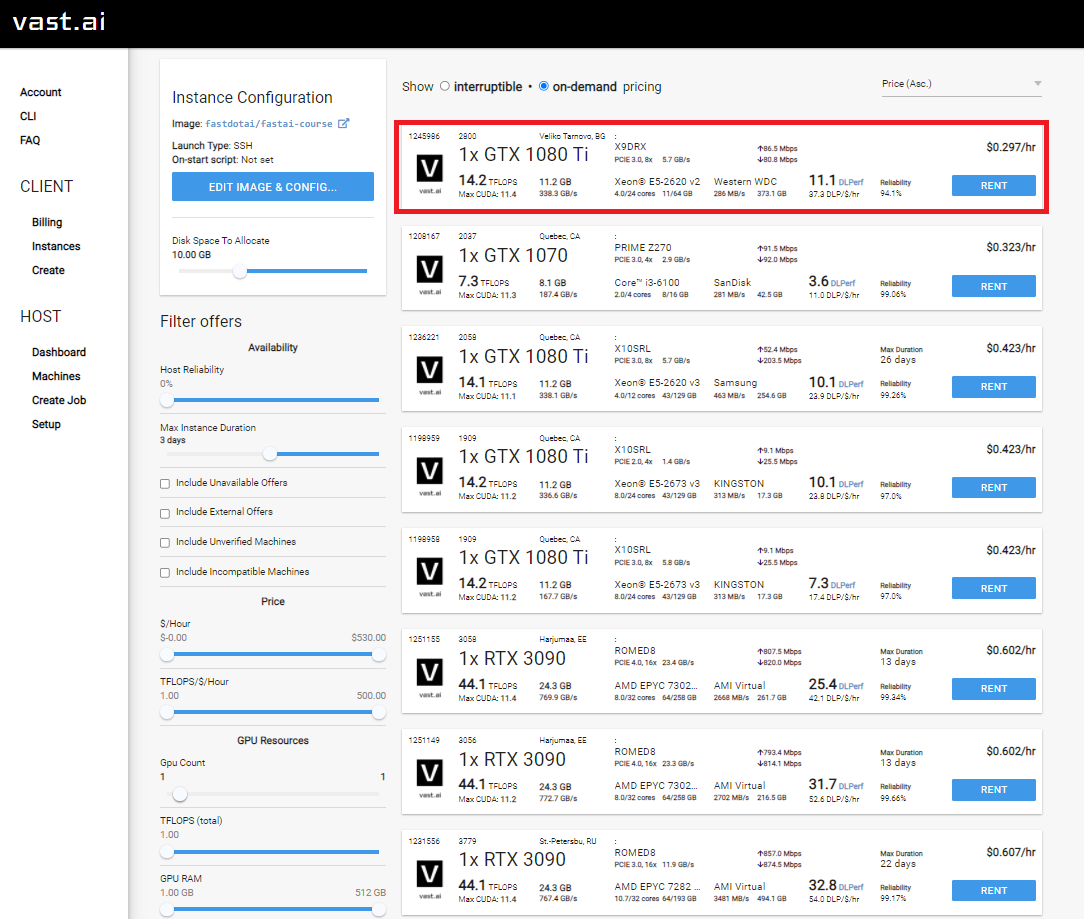 vast.ai
Account
CLI
FAQ
CLIENT
Billing
Instances
Create
HOST
Dashboard
Machines
Create Job
Setup
Instance Configuration
Image: fastdotai/fastai-course
Launch Type: SSH
On-start script: Not set
EDIT IMAGE & CONFIG...
Disk Space To Allocate
10.00 GB
Filter offers
Availability
Host Reliability
0%
Max Instance Duration
3 days
Include Unavailable Offers
Include External Offers
Include Unverified Machines
Include Incompatible Machines
Price
$/Hour
$-0.00 $530.00
TFLOPS/$/Hour
1.00 500.00
GPU Resources
Gpu Count
1 1
TFLOPS (total)
1.00
GPU RAM
1.00 GB 512 GB
Show interruptible • on-demand pricing
Price (Asc.)
1245986 2800 Veliko Tarnovo, BG :
1x GTX 1080 Ti X9DRX ↑86.5 Mbps $0.297/hr
PCIE 3.0, 8x 5.7 GB/s ↓80.8 Mbps
V vast.ai
14.2 TFLOPS 11.2 GB Xeon® E5-2620 v2 Western WDC 11.1 DLPerf Reliability RENT
Max CUDA: 11.4 338.3 GB/s 4.0/24 cores 11/64 GB 286 MB/s 373.1 GB 37.3 DLP/$/hr 94.1%
1208167 2037 Quebec, CA :
1x GTX 1070 PRIME Z270 ↑91.5 Mbps $0.323/hr
PCIE 3.0, 4x 2.9 GB/s ↓92.0 Mbps
V vast.ai
7.3 TFLOPS 8.1 GB Core™ i3-6100 SanDisk 3.6 DLPerf Reliability RENT
Max CUDA: 11.3 187.4 GB/s 2.0/4 cores 8/16 GB 281 MB/s 42.5 GB 11.0 DLP/$/hr 99.06%
1236221 2058 Quebec, CA :
1x GTX 1080 Ti X10SRL ↑52.4 Mbps Max Duration $0.423/hr
PCIE 3.0, 8x 5.7 GB/s ↓203.5 Mbps 26 days
V vast.ai
14.1 TFLOPS 11.2 GB Xeon® E5-2620 v3 Samsung 10.1 DLPerf Reliability RENT
Max CUDA: 11.1 338.1 GB/s 4.0/12 cores 43/129 GB 463 MB/s 254.6 GB 23.9 DLP/$/hr 99.26%
1198959 1909 Quebec, CA :
1x GTX 1080 Ti X10SRL ↑9.1 Mbps $0.423/hr
PCIE 2.0, 4x 1.4 GB/s ↓25.5 Mbps
V vast.ai
14.2 TFLOPS 11.2 GB Xeon® E5-2673 v3 KINGSTON 10.1 DLPerf Reliability RENT
Max CUDA: 11.2 336.6 GB/s 8.0/24 cores 43/129 GB 313 MB/s 17.3 GB 23.8 DLP/$/hr 97.0%
1198958 1909 Quebec, CA :
1x GTX 1080 Ti X10SRL ↑9.1 Mbps $0.423/hr
PCIE 3.0, 8x 5.8 GB/s ↓25.5 Mbps
V vast.ai
14.2 TFLOPS 11.2 GB Xeon® E5-2673 v3 KINGSTON 7.3 DLPerf Reliability RENT
Max CUDA: 11.2 167.7 GB/s 8.0/24 cores 43/129 GB 313 MB/s 17.3 GB 17.4 DLP/$/hr 97.0%
1251155 3058 Harjumaa, EE :
1x RTX 3090 ROMED8 ↑807.5 Mbps Max Duration $0.602/hr
PCIE 4.0, 16x 23.4 GB/s ↓820.0 Mbps 13 days
V vast.ai
44.1 TFLOPS 24.3 GB AMD EPYC 7302... AMI Virtual 25.4 DLPerf Reliability RENT
Max CUDA: 11.4 769.9 GB/s 8.0/32 cores 64/258 GB 2668 MB/s 261.7 GB 42.1 DLP/$/hr 99.34%
1251149 3056 Harjumaa, EE :
1x RTX 3090 ROMED8 ↑793.4 Mbps Max Duration $0.602/hr
PCIE 4.0, 16x 23.3 GB/s ↓814.1 Mbps 13 days
V vast.ai
44.1 TFLOPS 24.3 GB AMD EPYC 7302... AMI Virtual 31.7 DLPerf Reliability RENT
Max CUDA: 11.2 772.7 GB/s 8.0/32 cores 64/258 GB 2702 MB/s 216.5 GB 52.6 DLP/$/hr 99.66%
1231556 3779 St.-Petersbu, RU :
1x RTX 3090 ROMED8 ↑857.0 Mbps Max Duration $0.607/hr
PCIE 3.0, 16x 11.9 GB/s ↓874.5 Mbps 22 days
V vast.ai
44.1 TFLOPS 24.3 GB AMD EPYC 7282 ... AMI Virtual 32.8 DLPerf Reliability RENT
Max CUDA: 11.4 767.4 GB/s 10.7/32 cores 64/193 GB 3481 MB/s 494.1 GB 54.0 DLP/$/hr 99.17%